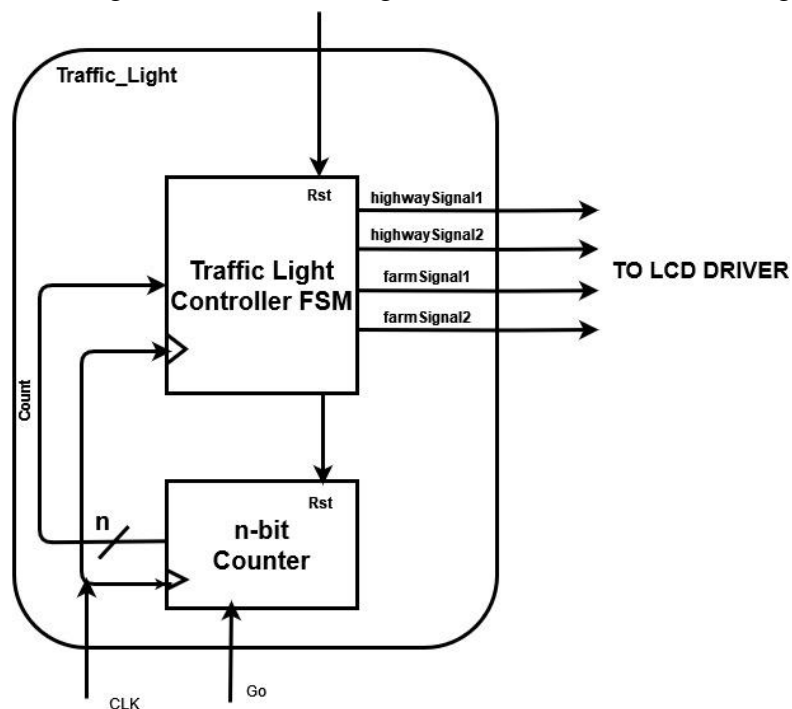 Traffic_Light
Rst
highwaySignal1
highwaySignal2
farmSignal1
farmSignal2
TO LCD DRIVER
Traffic Light
Controller FSM
Count
n
Rst
n-bit
Counter
CLK
Go